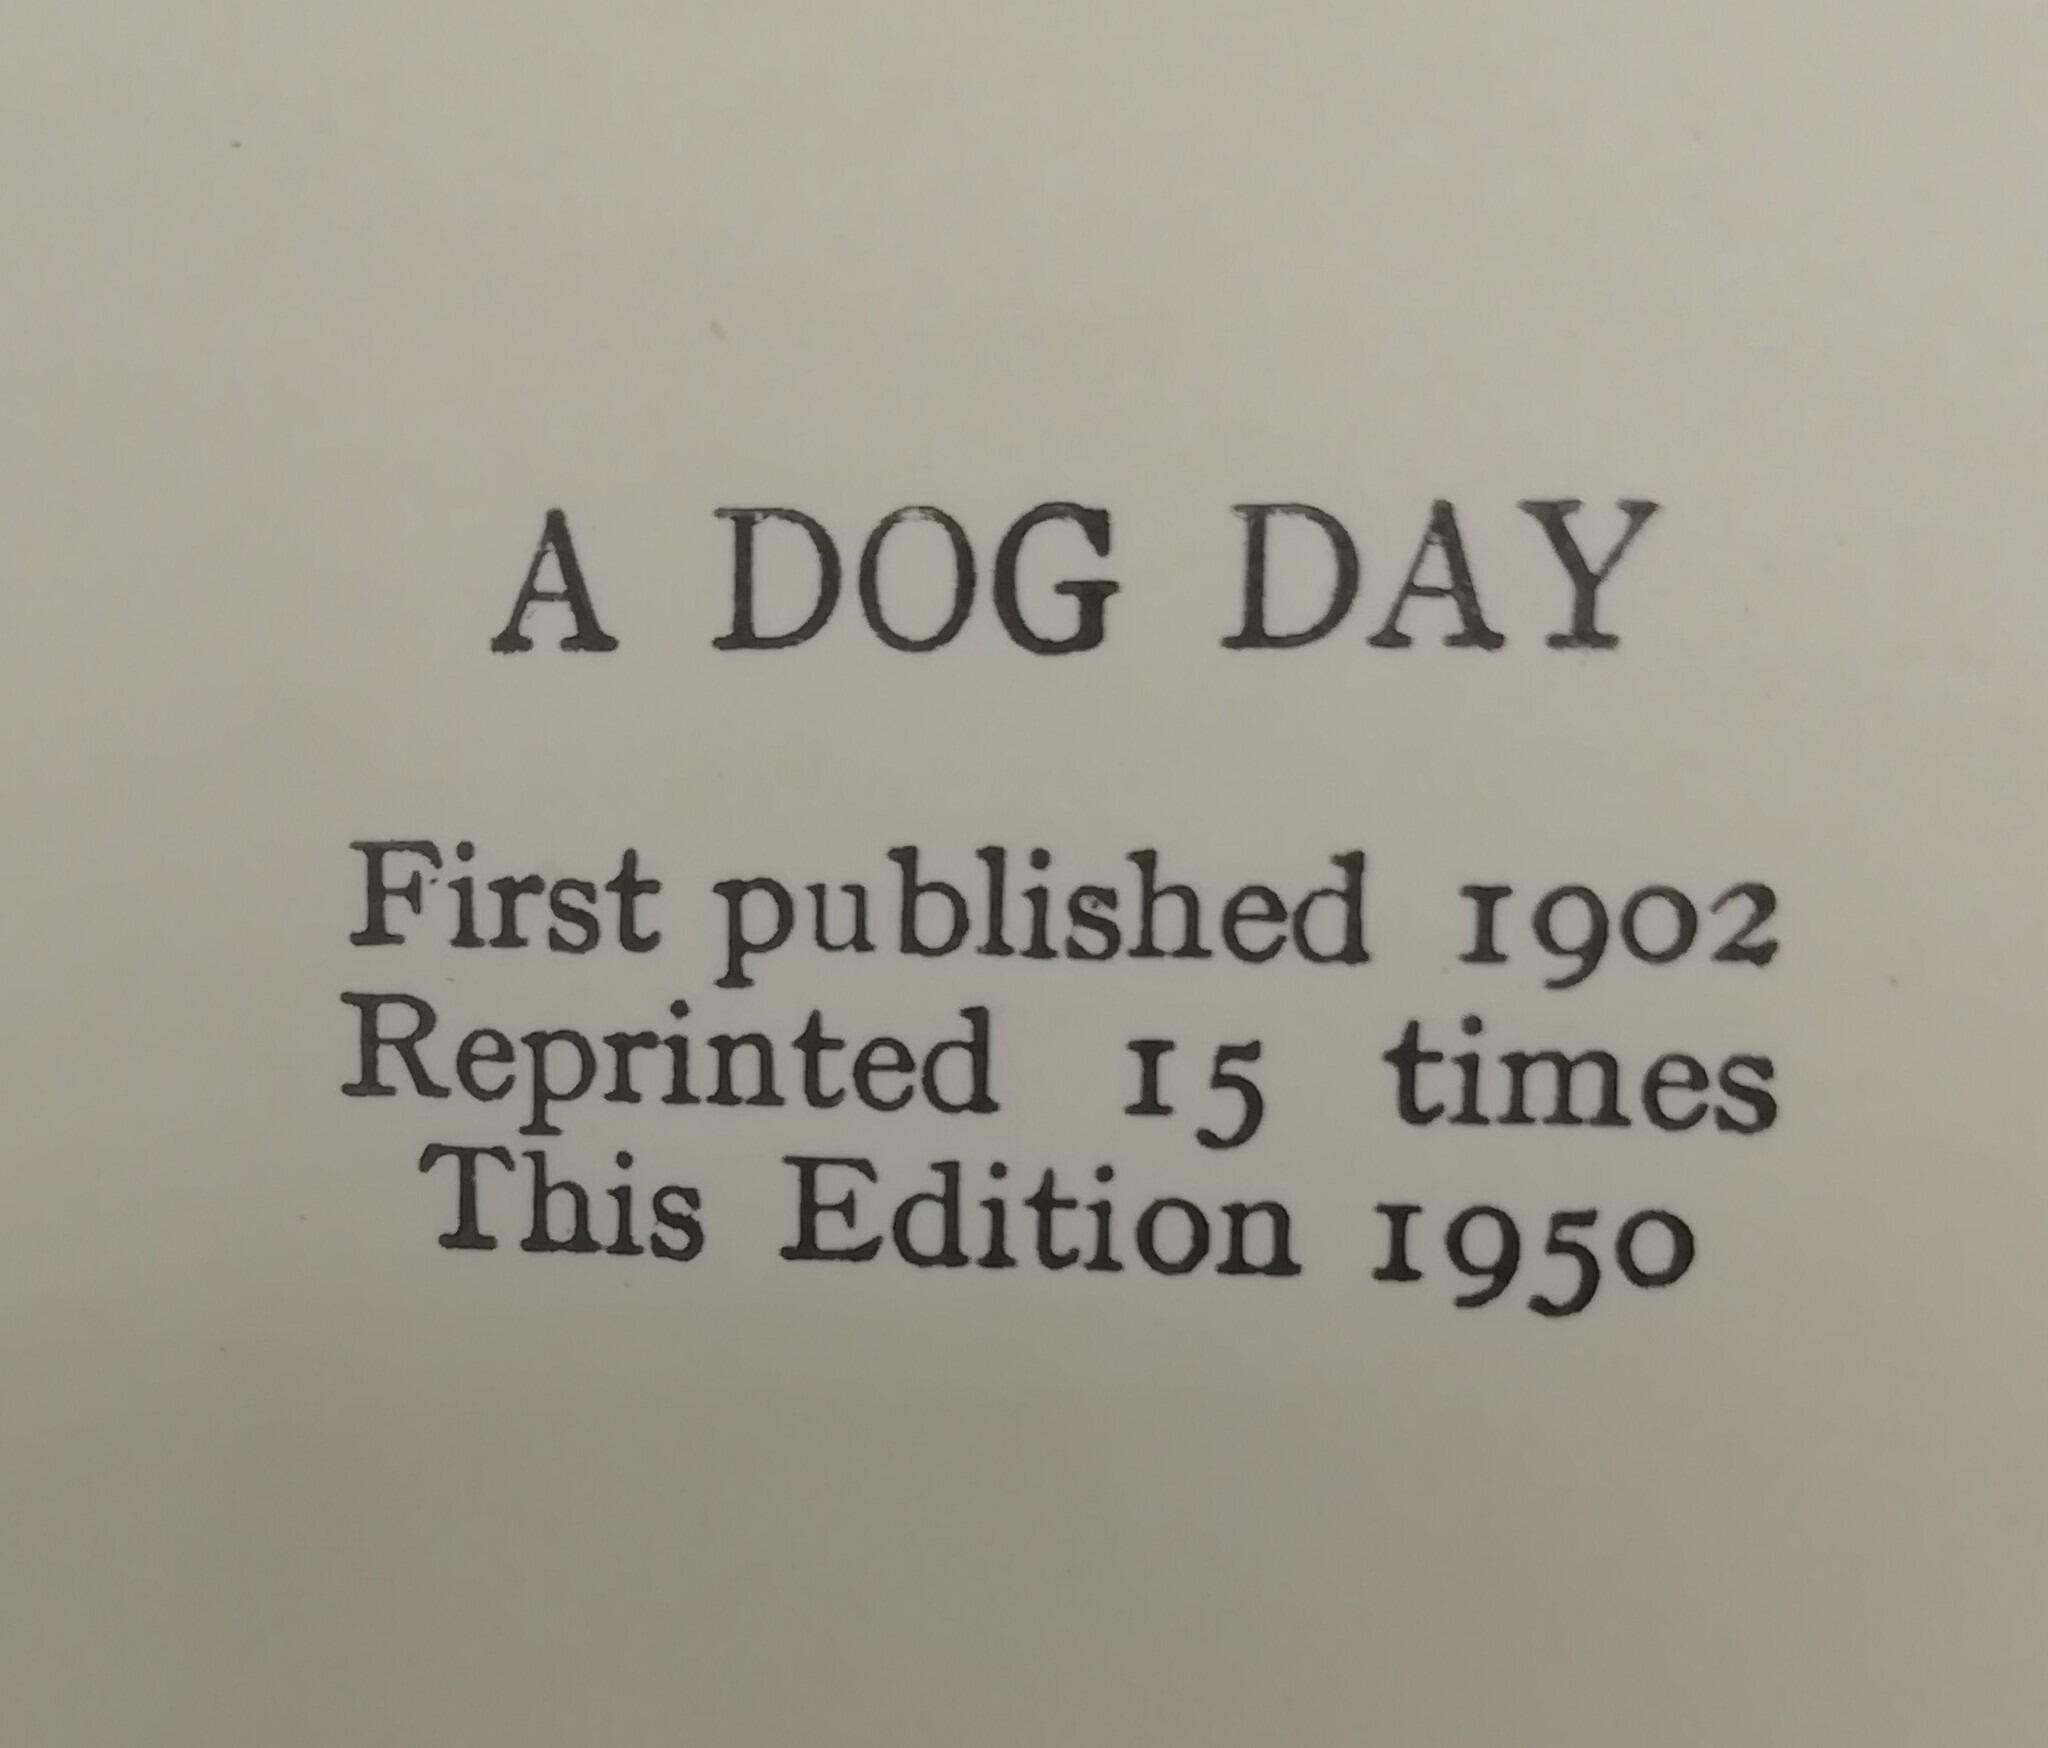 A DOG DAY
First published 1902
Reprinted 15 times
This Edition 1950